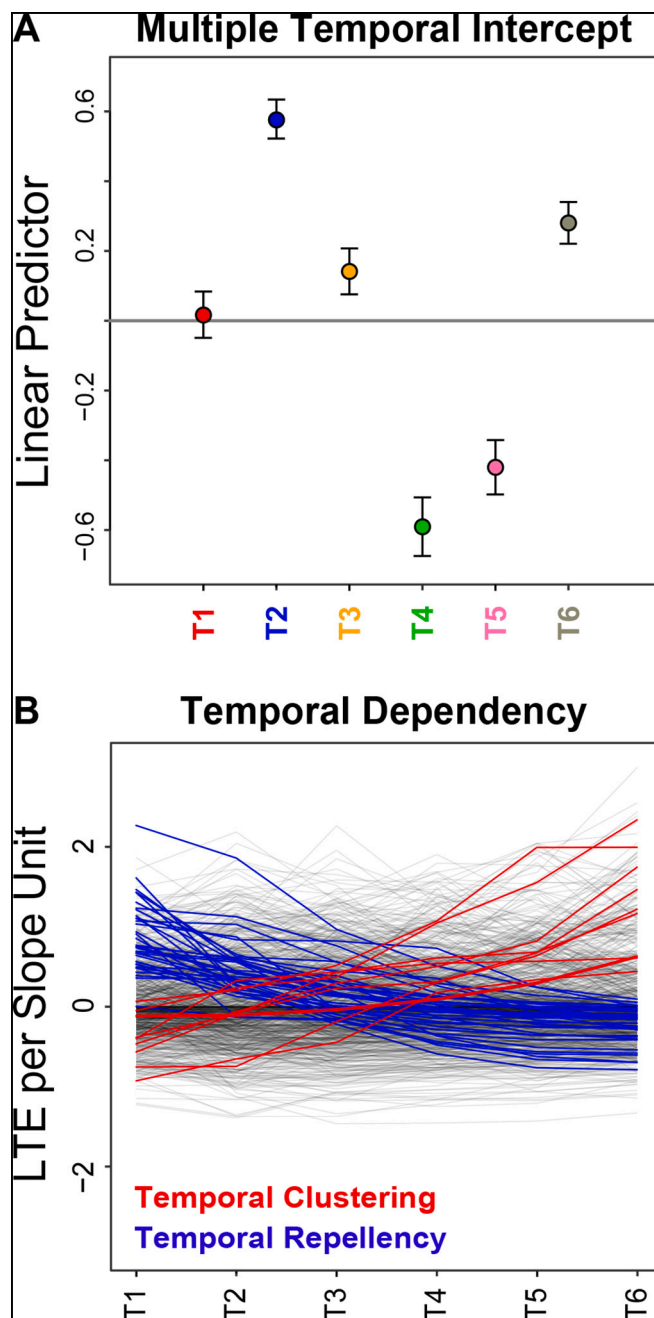 A Multiple Temporal Intercept
Linear Predictor
0.6
0.2
−0.2
−0.6
T1 T2 T3 T4 T5 T6
B Temporal Dependency
LTE per Slope Unit
2
0
−2
Temporal Clustering
Temporal Repellency
T1 T2 T3 T4 T5 T6